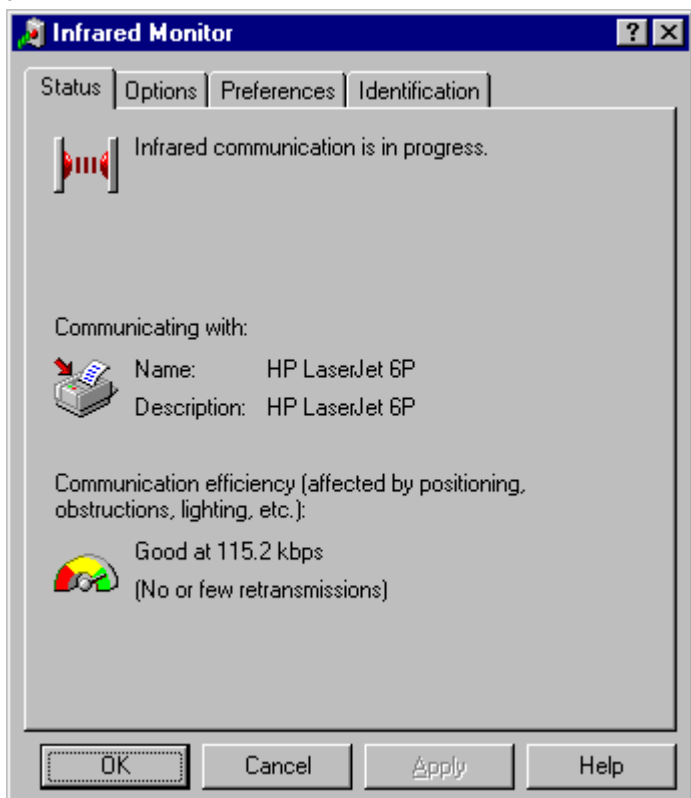 Infrared Monitor
Status Options Preferences Identification
Infrared communication is in progress.
Communicating with:
Name: HP LaserJet 6P
Description: HP LaserJet 6P
Communication efficiency (affected by positioning,
obstructions, lighting, etc.):
Good at 115.2 kbps
(No or few retransmissions)
OK Cancel Apply Help